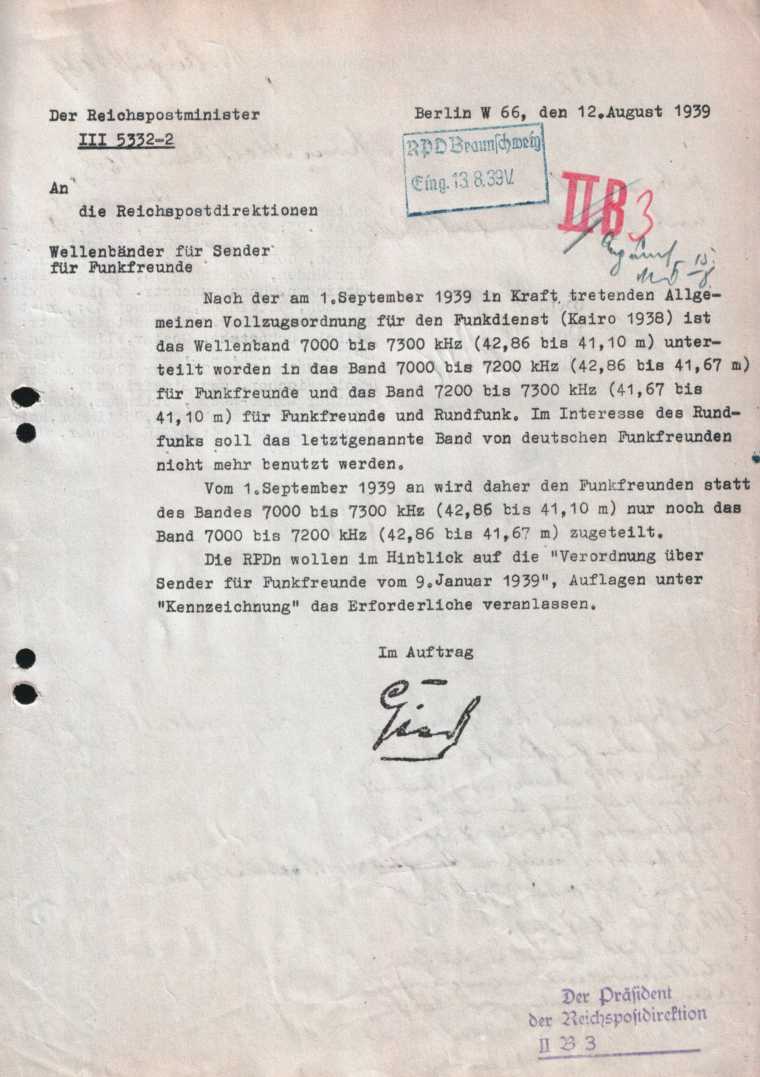 Der Reichspostminister
III 5332-2
Berlin W 66, den 12.August 1939
RPD Braunschweig
Eing. 13.8.39 V.
II B 3
An
die Reichspostdirektionen
Wellenbänder für Sender
für Funkfreunde
Nach der am 1.September 1939 in Kraft tretenden Allge-
meinen Vollzugsordnung für den Funkdienst (Kairo 1938) ist
das Wellenband 7000 bis 7300 kHz (42,86 bis 41,10 m) unter-
teilt worden in das Band 7000 bis 7200 kHz (42,86 bis 41,67 m)
für Funkfreunde und das Band 7200 bis 7300 kHz (41,67 bis
41,10 m) für Funkfreunde und Rundfunk. Im Interesse des Rund-
funks soll das letztgenannte Band von deutschen Funkfreunden
nicht mehr benutzt werden.
Vom 1.September 1939 an wird daher den Funkfreunden statt
des Bandes 7000 bis 7300 kHz (42,86 bis 41,10 m) nur noch das
Band 7000 bis 7200 kHz (42,86 bis 41,67 m) zugeteilt.
Die RPDn wollen im Hinblick auf die "Verordnung über
Sender für Funkfreunde vom 9.Januar 1939", Auflagen unter
"Kennzeichnung" das Erforderliche veranlassen.
Im Auftrag
Der Präsident
der Reichspostdirektion
II B 3